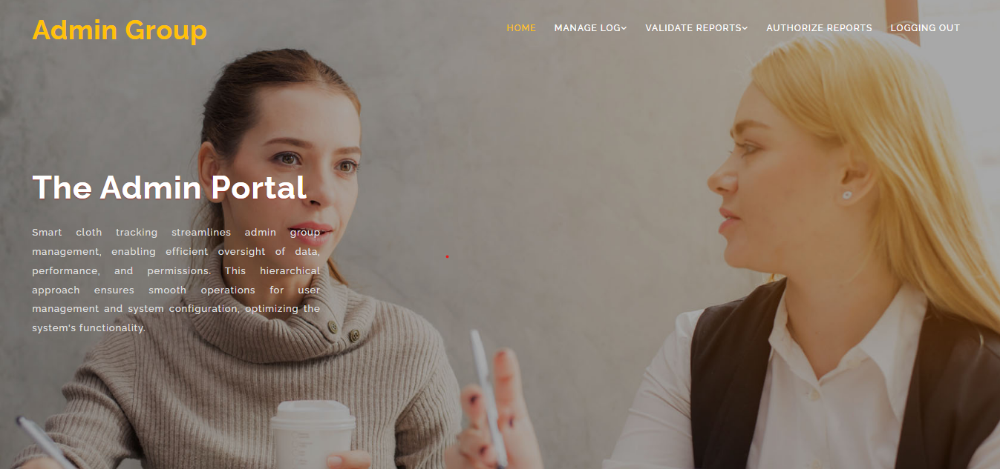 Admin Group
HOME MANAGE LOG VALIDATE REPORTS AUTHORIZE REPORTS LOGGING OUT
The Admin Portal
Smart cloth tracking streamlines admin group
management, enabling efficient oversight of data,
performance, and permissions. This hierarchical
approach ensures smooth operations for user
management and system configuration, optimizing the
system's functionality.